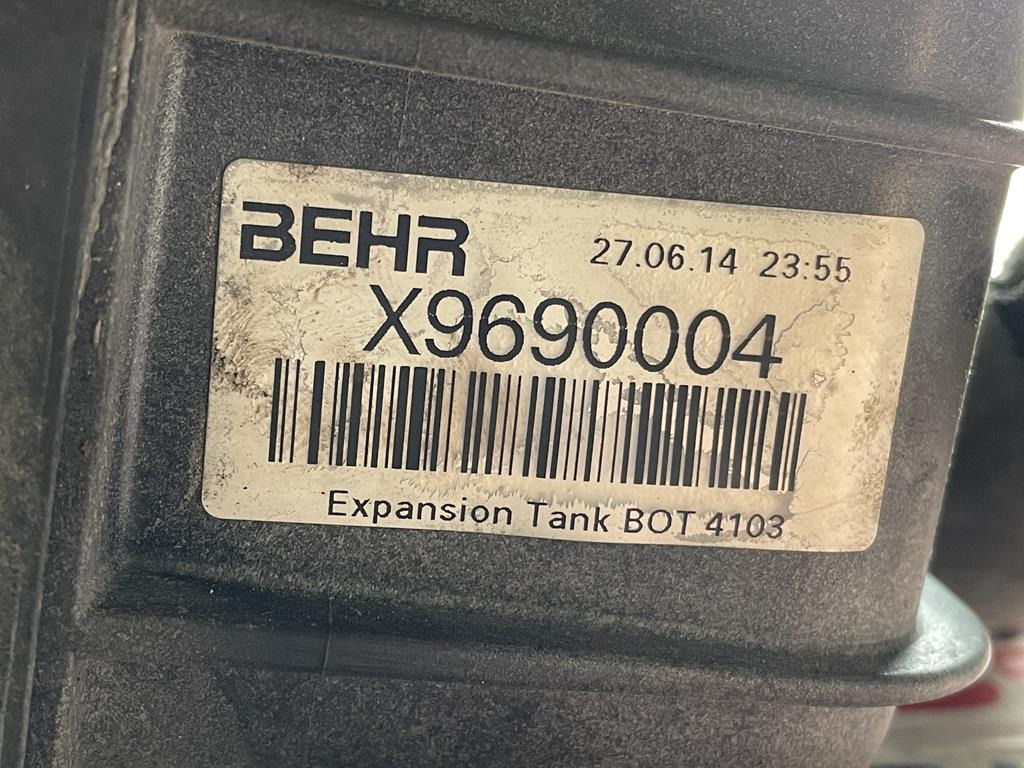 BEHR
27.06.14 23:55
X9690004
Expansion Tank BOT 4103